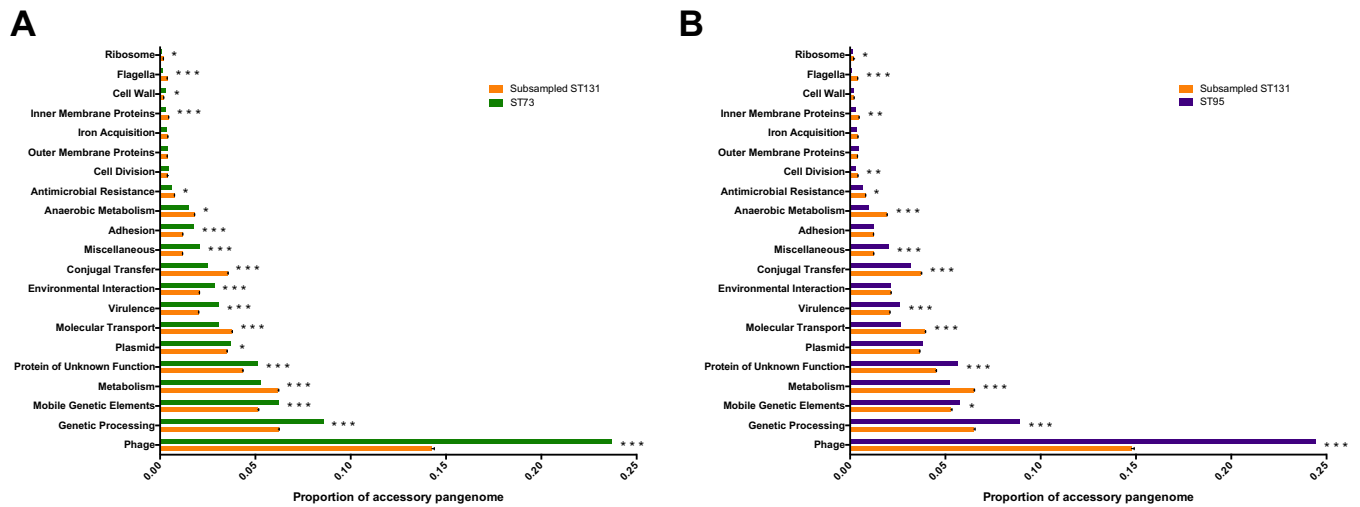 A
Ribosome *
Flagella * * *
Cell Wall *
Inner Membrane Proteins * * *
Iron Acquisition
Outer Membrane Proteins
Cell Division
Antimicrobial Resistance *
Anaerobic Metabolism *
Adhesion * * *
Miscellaneous * * *
Conjugal Transfer * * *
Environmental Interaction * * *
Virulence * * *
Molecular Transport * * *
Plasmid *
Protein of Unknown Function * * *
Metabolism * * *
Mobile Genetic Elements * * *
Genetic Processing * * *
Phage * * *
Subsampled ST131
ST73
0.00 0.05 0.10 0.15 0.20 0.25
Proportion of accessory pangenome
B
Ribosome *
Flagella * * *
Cell Wall
Inner Membrane Proteins * *
Iron Acquisition
Outer Membrane Proteins
Cell Division * *
Antimicrobial Resistance *
Anaerobic Metabolism * * *
Adhesion
Miscellaneous * * *
Conjugal Transfer * * *
Environmental Interaction
Virulence * * *
Molecular Transport * * *
Plasmid
Protein of Unknown Function * * *
Metabolism * * *
Mobile Genetic Elements *
Genetic Processing * * *
Phage * * *
Subsampled ST131
ST95
0.00 0.05 0.10 0.15 0.20 0.25
Proportion of accessory pangenome